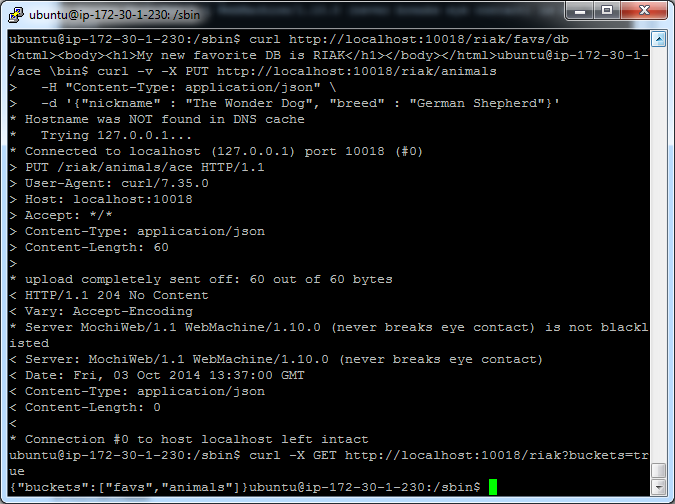 ubuntu@ip-172-30-1-230: /sbin
ubuntu@ip-172-30-1-230:/sbin$ curl http://localhost:10018/riak/favs/db
<html><body><h1>My new favorite DB is RIAK</h1></body></html>ubuntu@ip-172-30-1-
/ace \bin$ curl -v -X PUT http://localhost:10018/riak/animals
>   -H "Content-Type: application/json" \
>   -d '{"nickname" : "The Wonder Dog", "breed" : "German Shepherd"}'
* Hostname was NOT found in DNS cache
*   Trying 127.0.0.1...
* Connected to localhost (127.0.0.1) port 10018 (#0)
> PUT /riak/animals/ace HTTP/1.1
> User-Agent: curl/7.35.0
> Host: localhost:10018
> Accept: */*
> Content-Type: application/json
> Content-Length: 60
>
* upload completely sent off: 60 out of 60 bytes
< HTTP/1.1 204 No Content
< Vary: Accept-Encoding
* Server MochiWeb/1.1 WebMachine/1.10.0 (never breaks eye contact) is not blackl
isted
< Server: MochiWeb/1.1 WebMachine/1.10.0 (never breaks eye contact)
< Date: Fri, 03 Oct 2014 13:37:00 GMT
< Content-Type: application/json
< Content-Length: 0
<
* Connection #0 to host localhost left intact
ubuntu@ip-172-30-1-230:/sbin$ curl -X GET http://localhost:10018/riak?buckets=tr
ue
{"buckets":["favs","animals"]}ubuntu@ip-172-30-1-230:/sbin$